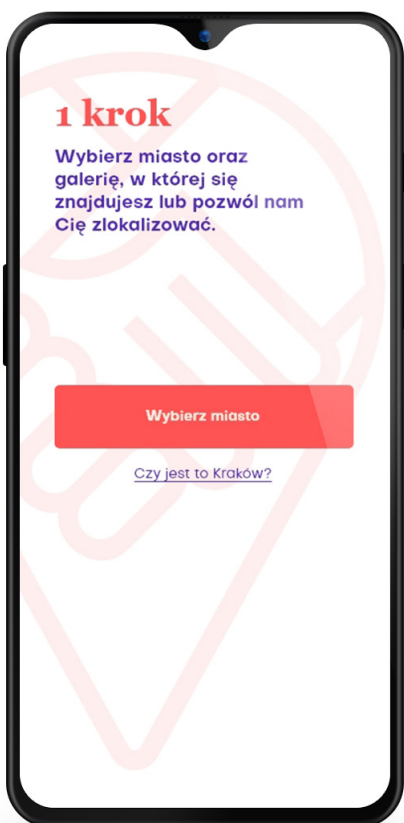 1 krok
Wybierz miasto oraz
galerię, w której się
znajdujesz lub pozwól nam
Cię zlokalizować.
Wybierz miasto
Czy jest to Kraków?